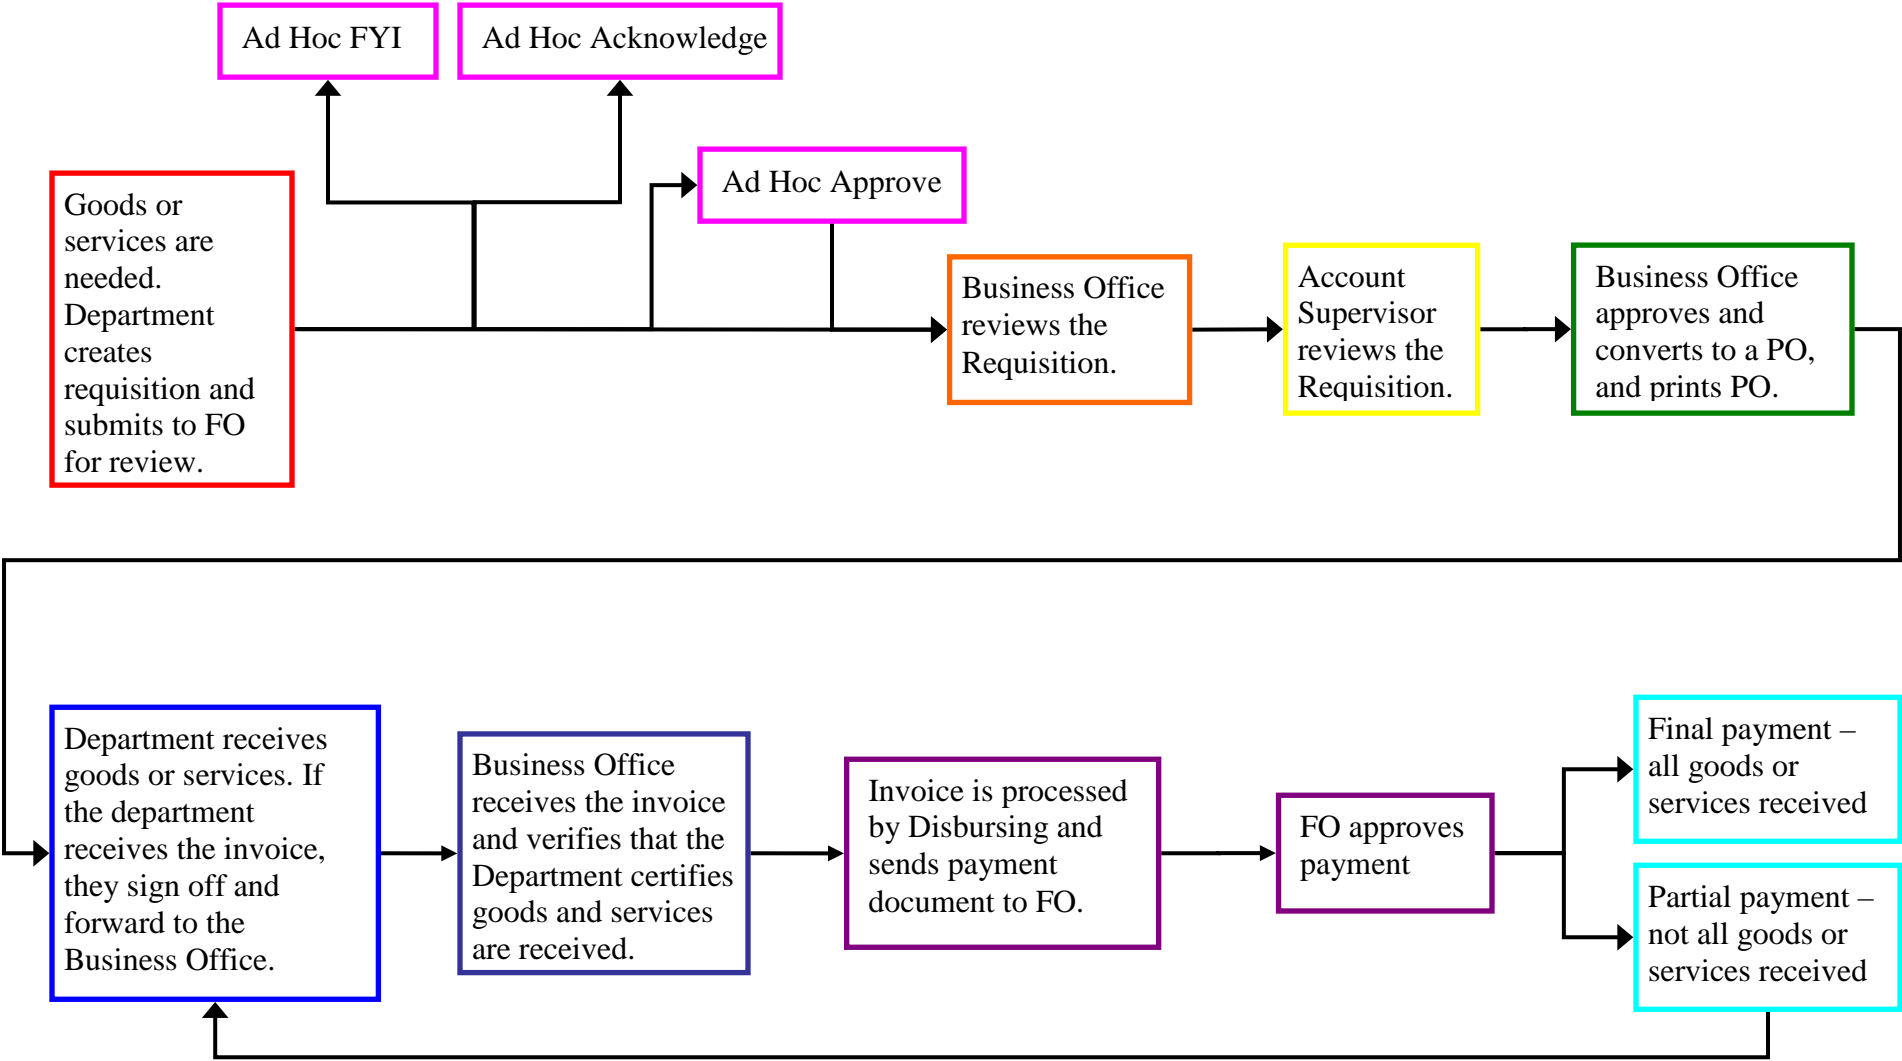 Ad Hoc FYI
Ad Hoc Acknowledge
Ad Hoc Approve
Goods or
services are
needed.
Department
creates
requisition and
submits to FO
for review.
Business Office
reviews the
Requisition.
Account
Supervisor
reviews the
Requisition.
Business Office
approves and
converts to a PO,
and prints PO.
Department receives
goods or services. If
the department
receives the invoice,
they sign off and
forward to the
Business Office.
Business Office
receives the invoice
and verifies that the
Department certifies
goods and services
are received.
Invoice is processed
by Disbursing and
sends payment
document to FO.
FO approves
payment
Final payment –
all goods or
services received
Partial payment –
not all goods or
services received